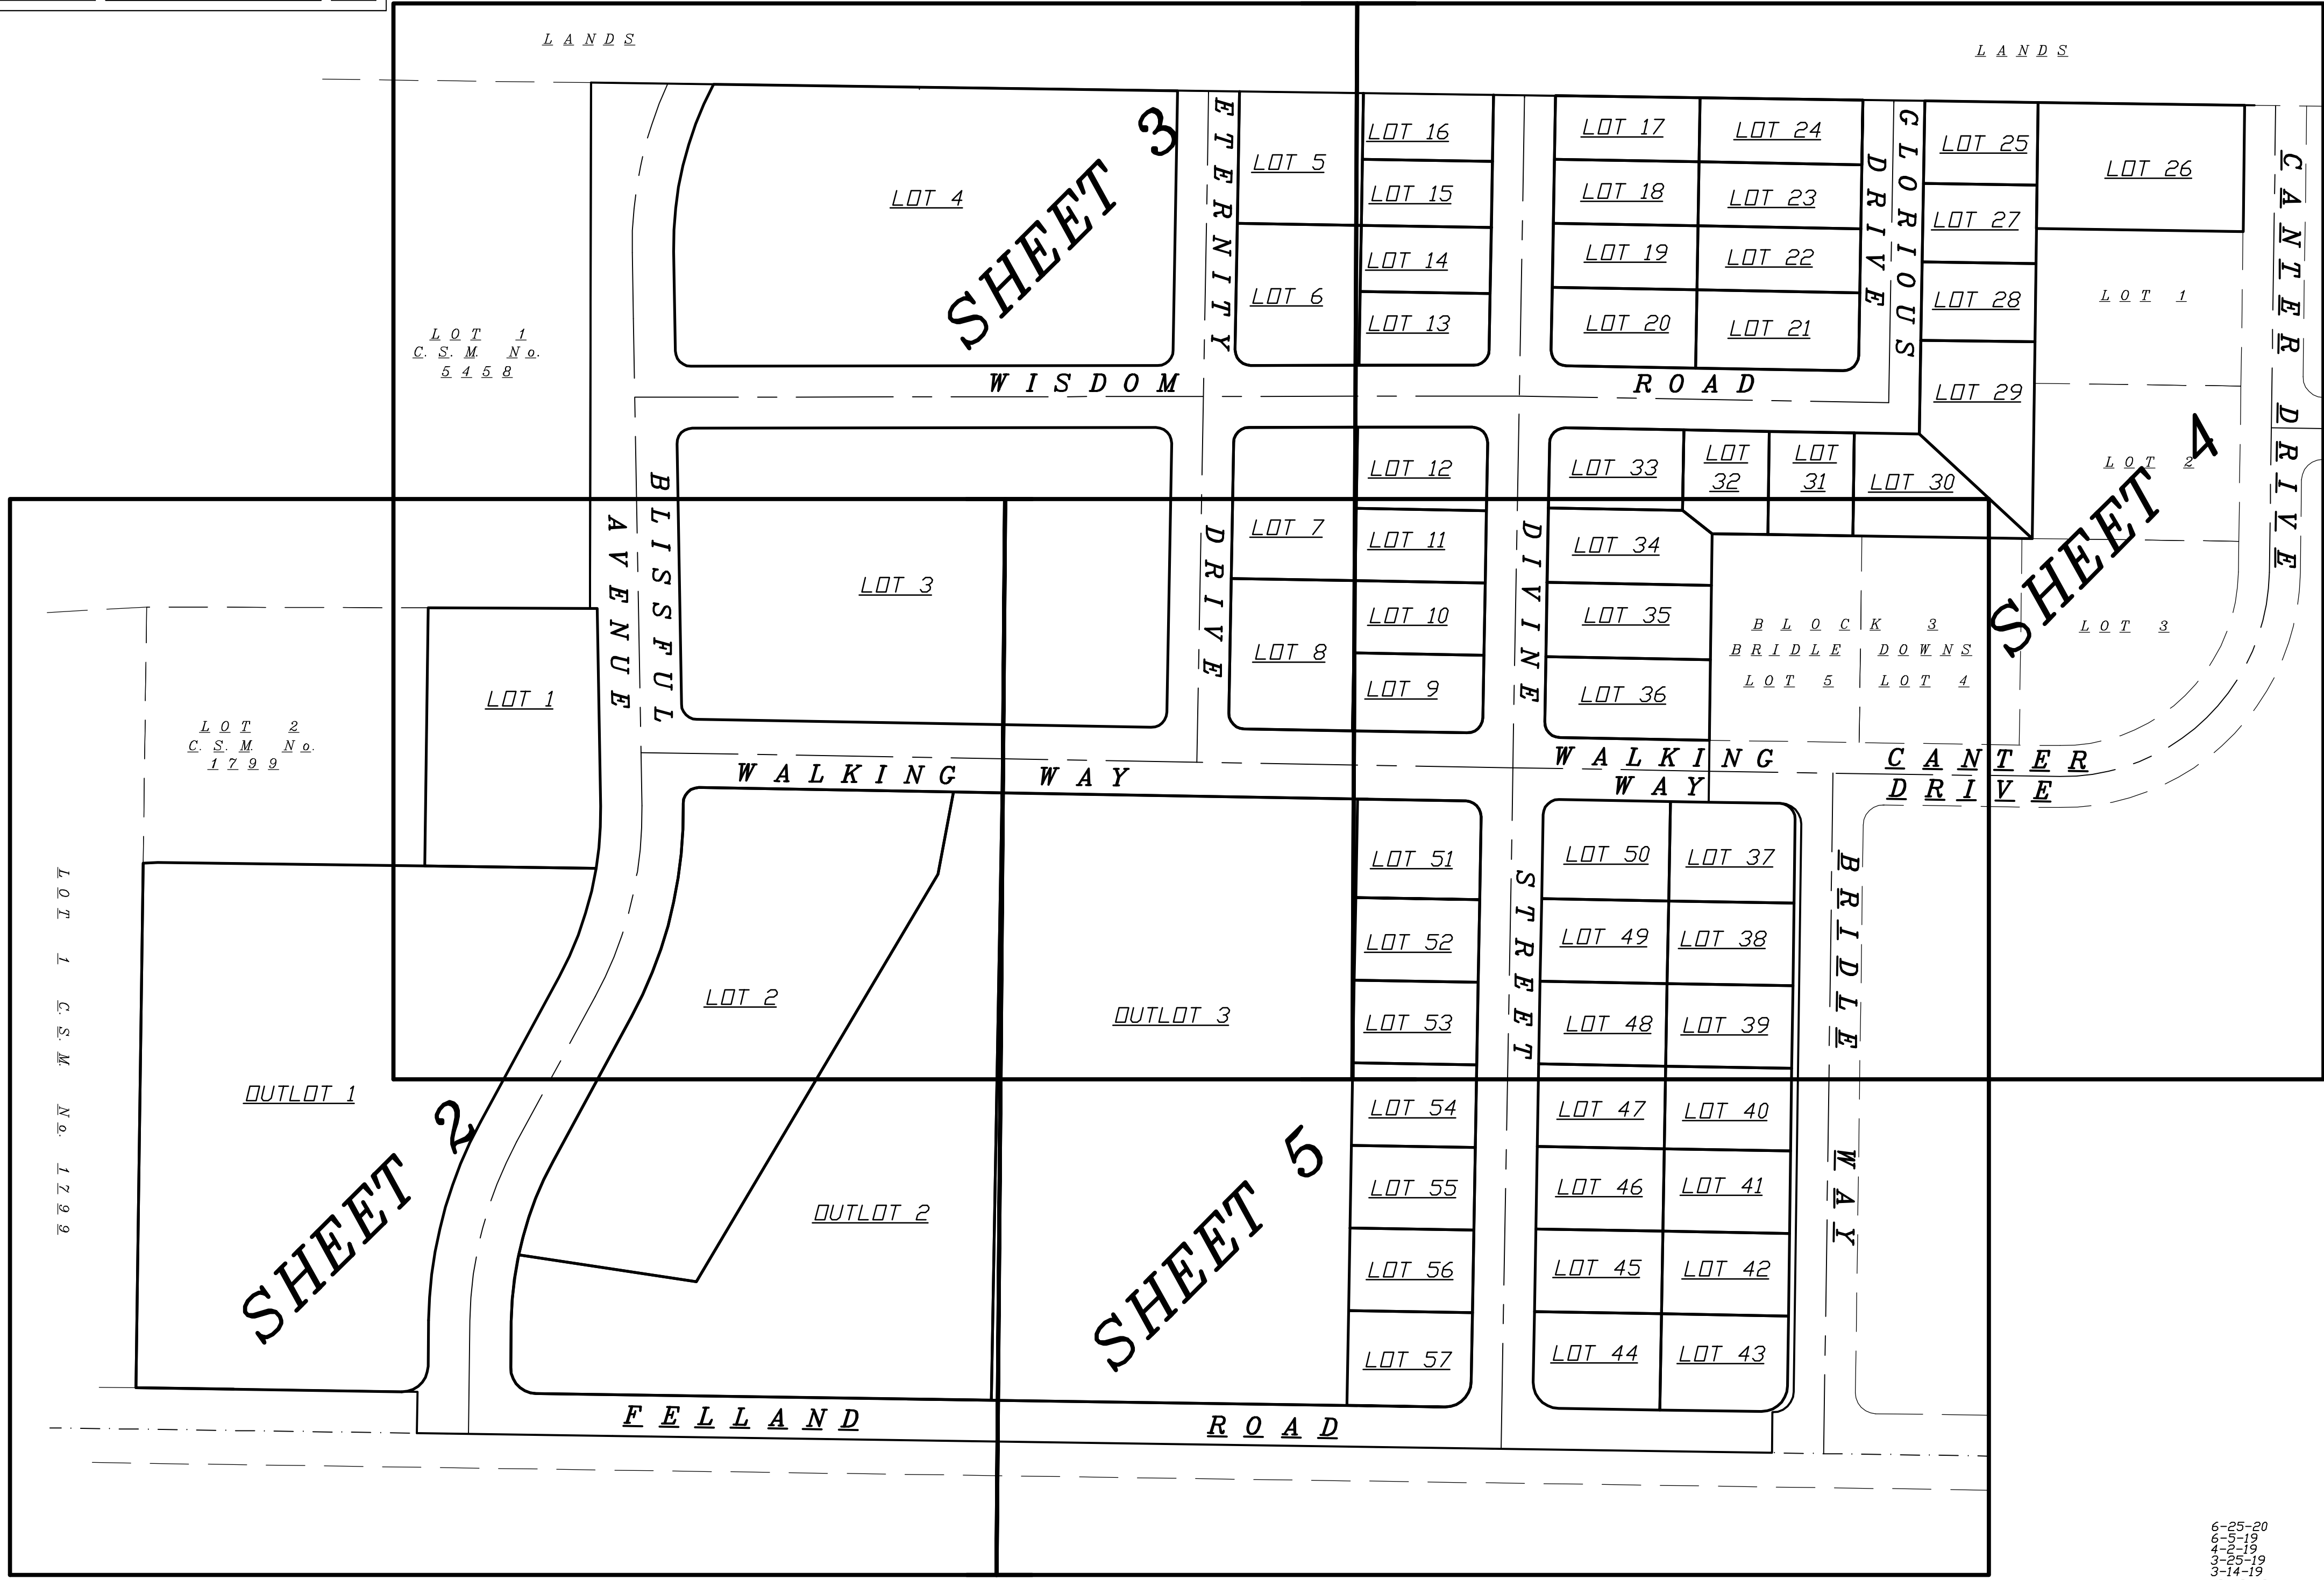 LANDS
LANDS
LOT 4
SHEET 3
ETERNITY
DRIVE
LOT 5
LOT 6
LOT 16
LOT 15
LOT 14
LOT 13
LOT 17
LOT 18
LOT 19
LOT 20
LOT 24
LOT 23
LOT 22
LOT 21
GLORIOUS
DRIVE
LOT 25
LOT 27
LOT 28
LOT 29
LOT 26
LOT 1
LOT 2
LOT 3
CANTER DRIVE
SHEET 4
LOT 1
C.S.M. No.
5458
WISDOM
ROAD
BLISSFUL
AVENUE
LOT 3
LOT 7
LOT 8
LOT 12
LOT 11
LOT 10
LOT 9
DIVINE
STREET
LOT 33
LOT
32
LOT
31
LOT 30
LOT 34
LOT 35
LOT 36
BLOCK 3
BRIDLE DOWNS
LOT 5
LOT 4
LOT 1
LOT 2
C.S.M. No.
1799
LOT 1 C.S.M. No. 1799
WALKING WAY
WALKING
WAY
CANTER
DRIVE
BRIDLE WAY
LOT 2
OUTLOT 3
OUTLOT 1
OUTLOT 2
SHEET 2
SHEET 5
LOT 51
LOT 52
LOT 53
LOT 54
LOT 55
LOT 56
LOT 57
LOT 50
LOT 49
LOT 48
LOT 47
LOT 46
LOT 45
LOT 44
LOT 37
LOT 38
LOT 39
LOT 40
LOT 41
LOT 42
LOT 43
FELLAND
ROAD
6-25-20
6-5-19
4-2-19
3-25-19
3-14-19